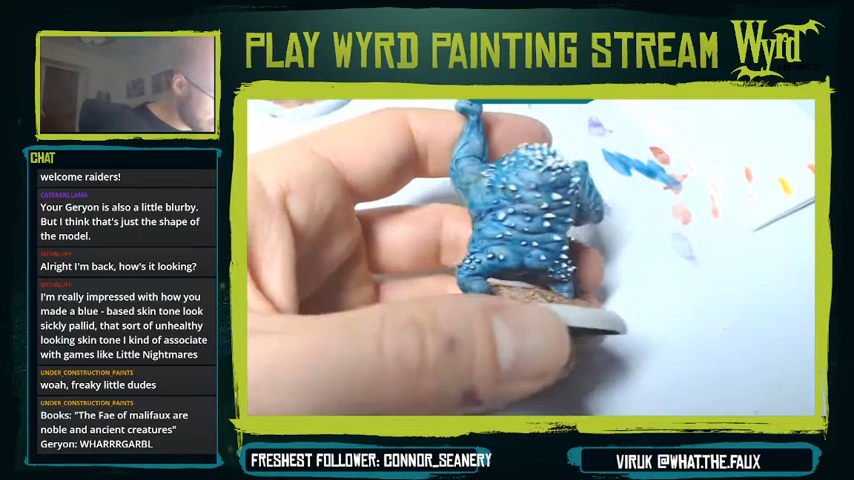 PLAY WYRD PAINTING STREAM
Wyrd
CHAT
welcome raiders!
CATERANLLAMA
Your Geryon is also a little blurby.
But I think that's just the shape of
the model.
Alright I'm back, how's it looking?
I'm really impressed with how you
made a blue - based skin tone look
sickly pallid, that sort of unhealthy
looking skin tone I kind of associate
with games like Little Nightmares
UNDER_CONSTRUCTION_PAINTS
woah, freaky little dudes
UNDER_CONSTRUCTION_PAINTS
Books: "The Fae of malifaux are
noble and ancient creatures"
Geryon: WHARRRGARBL
FRESHEST FOLLOWER: CONNOR_SEANERY
VIRUK @WHAT.THE.FAUX